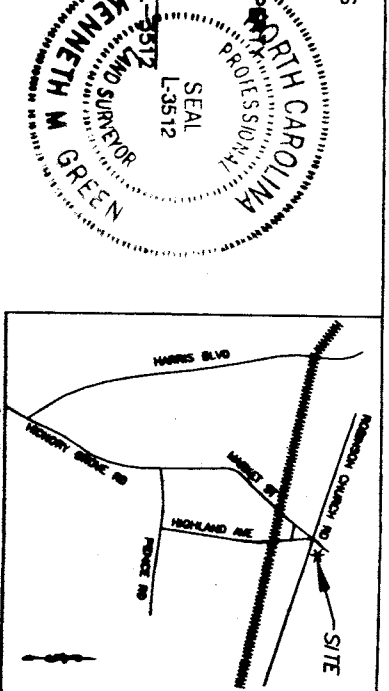 S
NORTH CAROLINA
PROFESSIONAL
SEAL
L-3512
LAND SURVEYOR
KENNETH M GREEN
-3512
HARRIS BLVD
ROBINSON CHURCH RD
MARKET ST
HICKORY GROVE RD
HIGHLAND AVE
PENCE RD
SITE